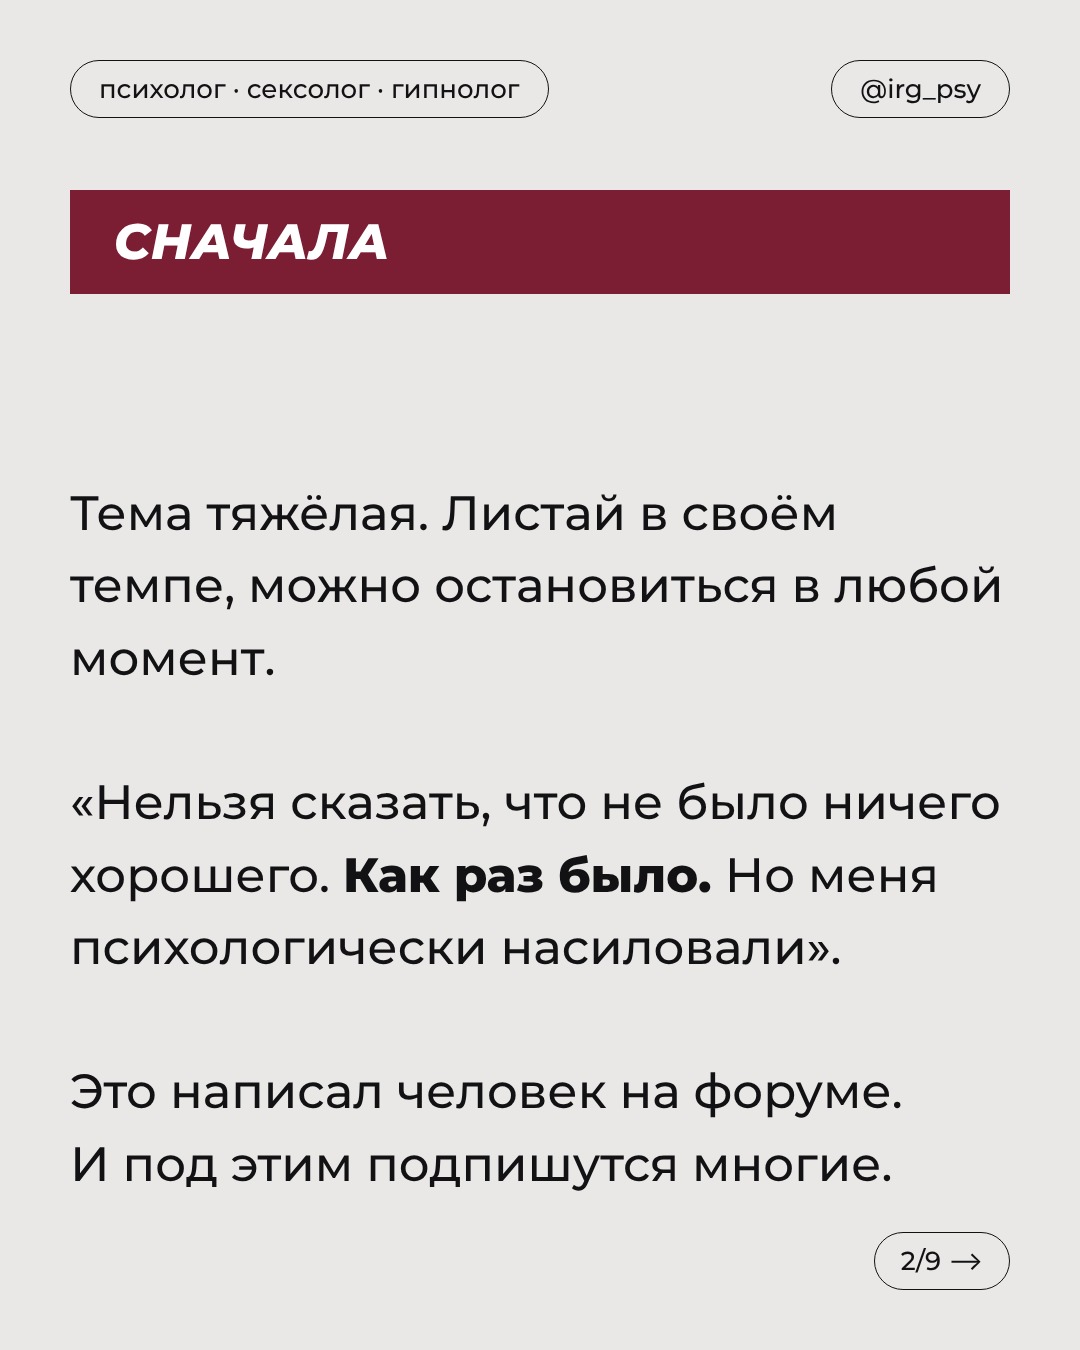 психолог · сексолог · гипнолог
@irg_psy
СНАЧАЛА
Тема тяжёлая. Листай в своём
темпе, можно остановиться в любой
момент.
«Нельзя сказать, что не было ничего
хорошего. Как раз было. Но меня
психологически насиловали».
Это написал человек на форуме.
И под этим подпишутся многие.
2/9 →